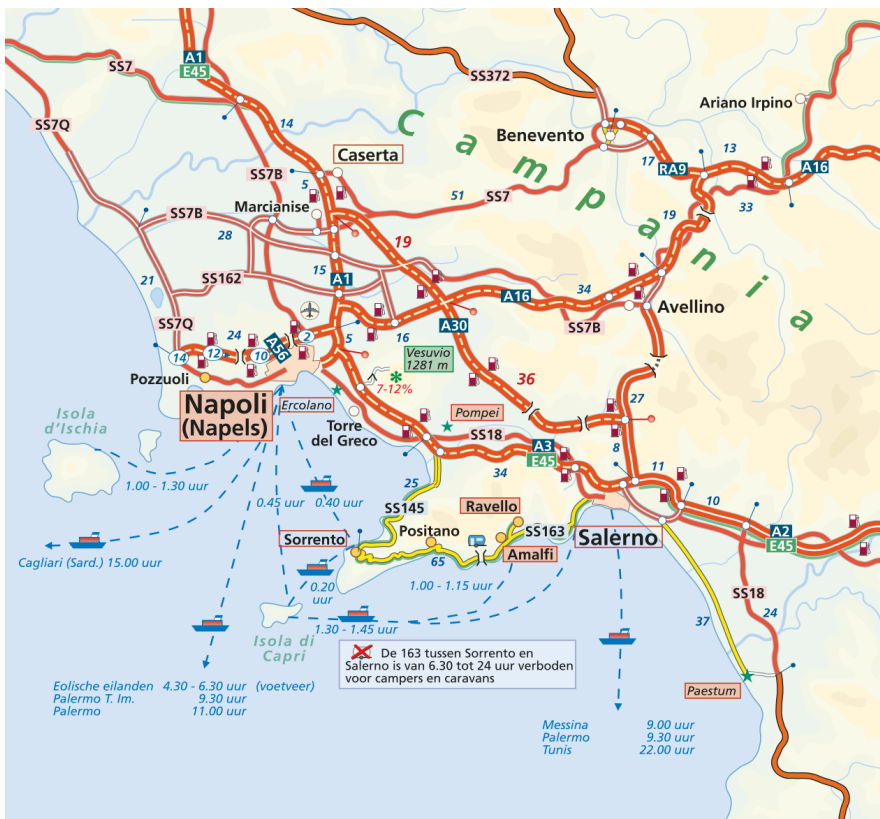 A1
E45
SS7
SS372
Ariano Irpino
SS7Q
14
Campania
Benevento
Caserta
17
13
RA9
A16
SS7B
5
51
SS7
33
Marcianise
SS7B
28
19
19
15
SS162
A1
21
A16
34
Avellino
SS7Q
24
2
A56
5
16
A30
SS7B
14
12
10
Vesuvio
1281 m
7-12%
36
Pozzuoli
Napoli
(Napels)
Ercolano
Pompei
27
Isola
d'Ischia
Torre
del Greco
SS18
A3
E45
8
34
11
1.00 - 1.30 uur
0.45 uur
0.40 uur
25
10
SS145
Ravello
SS163
A2
E45
Sorrento
Positano
Amalfi
Salerno
Cagliari (Sard.) 15.00 uur
65
0.20
uur
1.00 - 1.15 uur
SS18
24
37
1.30 - 1.45 uur
Isola di
Capri
De 163 tussen Sorrento en
Salerno is van 6.30 tot 24 uur verboden
voor campers en caravans
Eolische eilanden 4.30 - 6.30 uur (voetveer)
Palermo T. Im. 9.30 uur
Palermo 11.00 uur
Paestum
Messina 9.00 uur
Palermo 9.30 uur
Tunis 22.00 uur